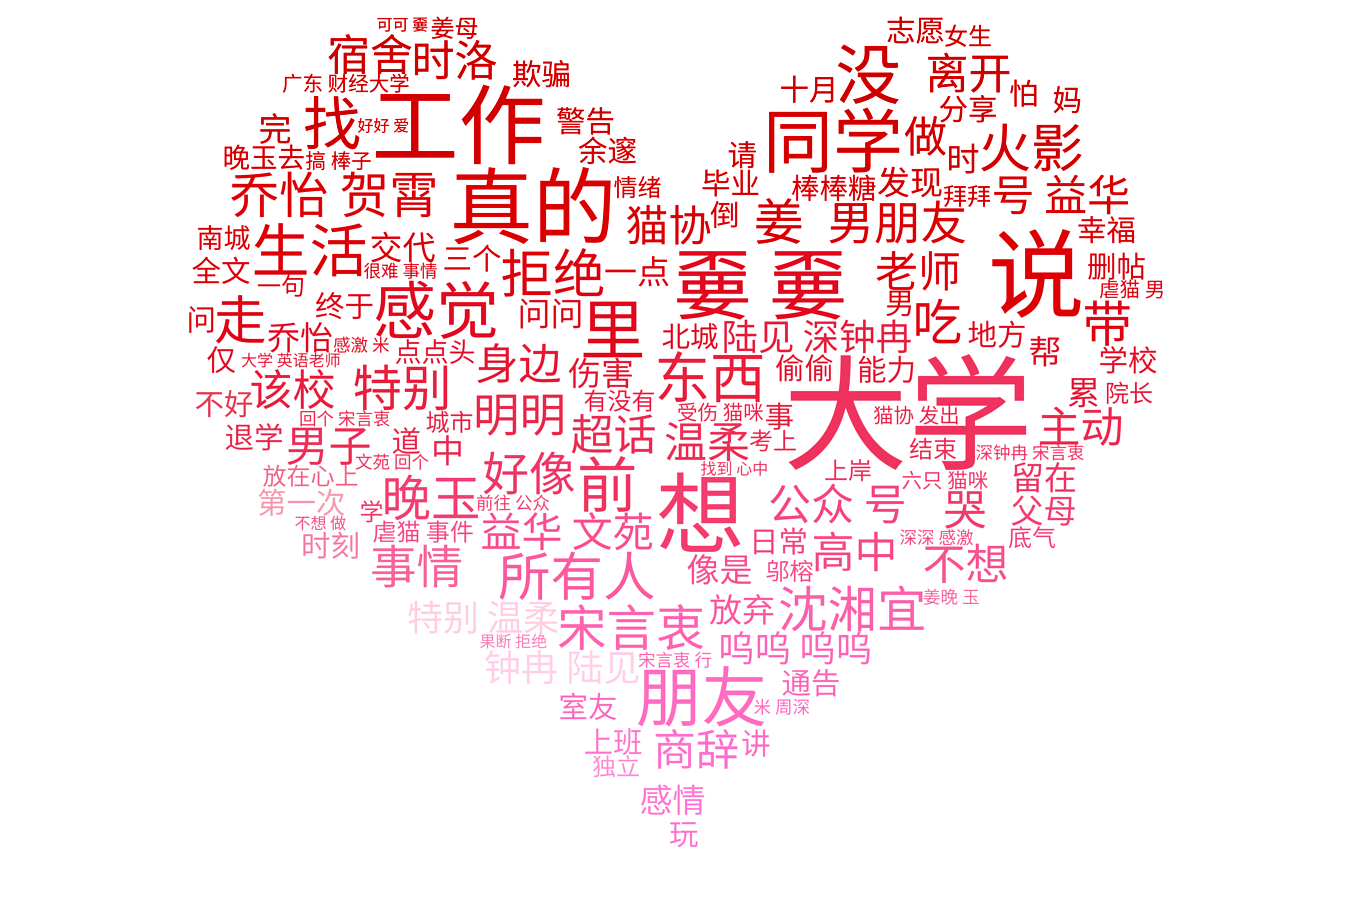 可可 嫑 姜母
志愿 女生
宿舍 时洛
没 离开
欺骗
广东 财经大学
十月 分享 怕 妈
找 工作
好好 爱
警告
同学 做
完
余邃
请 时 火影
晚玉去 搞 棒子
乔怡 贺霄
真的
情绪 毕业 棒棒糖 发现 拜拜 号 益华
猫协 倒 姜 男朋友
南城 生活 交代
幸福
三个 拒绝 一点
老师 说 删帖
全文 一句 很难 事情
男 虐猫 男
终于 感觉 问问 里
吃 带
问 走 乔怡
北城 陆见 深钟冉 地方
感激 米 点点头
仅 大学 英语老师
身边 伤害 东西 偷偷 能力 帮 学校
该校 特别
大学 累 院长
不好 回个 宋言衷 城市 明明 有没有
受伤 猫咪 事 猫协 发出
退学 男子 道 中 超话 温柔 考上
主动
结束 深钟冉 宋言衷
文苑 回个
放在心上 好像 前 找到 心中
上岸 六只 猫咪 留在
第一次 学 晚玉 前往 公众
想 公众 号 哭 父母
不想 做
时刻 虐猫 事件 益华 文苑
日常 高中 深深 感激 底气
事情 所有人 像是 邬榕 不想
特别 温柔 宋言衷 放弃 沈湘宜 姜晚 玉
果断 拒绝
呜呜 呜呜
钟冉 陆见 宋言衷 行
朋友 通告
室友 米 周深
上班 商辞 讲
独立
感情
玩